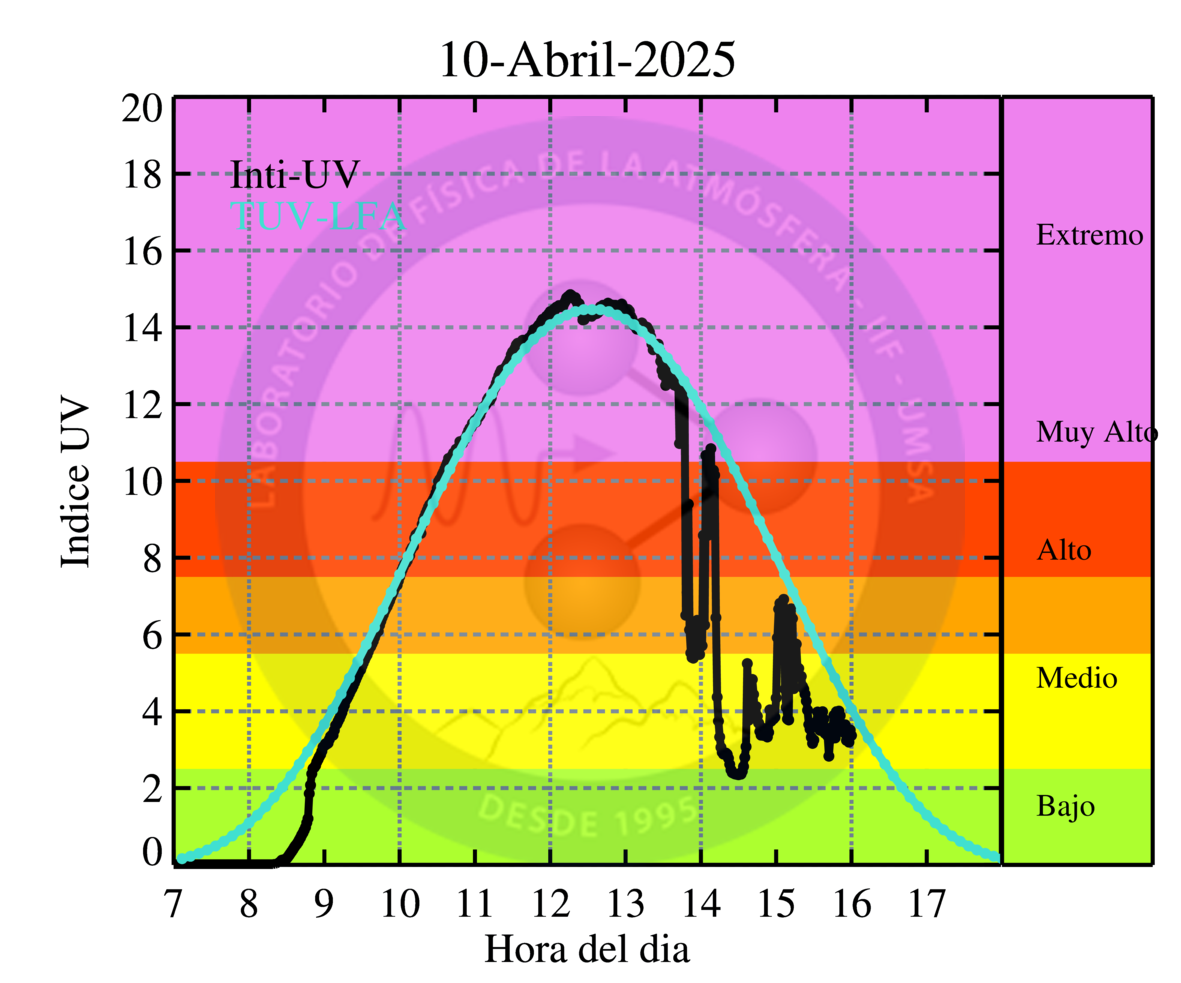 10-Abril-2025
20
18
16
14
12
10
8
6
4
2
0
Indice UV
Inti-UV
TUV-LFA
LABORATORIO DE FÍSICA DE LA ATMÓSFERA - IIF - UMSA
DESDE 1995
Extremo
Muy Alto
Alto
Medio
Bajo
7 8 9 10 11 12 13 14 15 16 17
Hora del dia